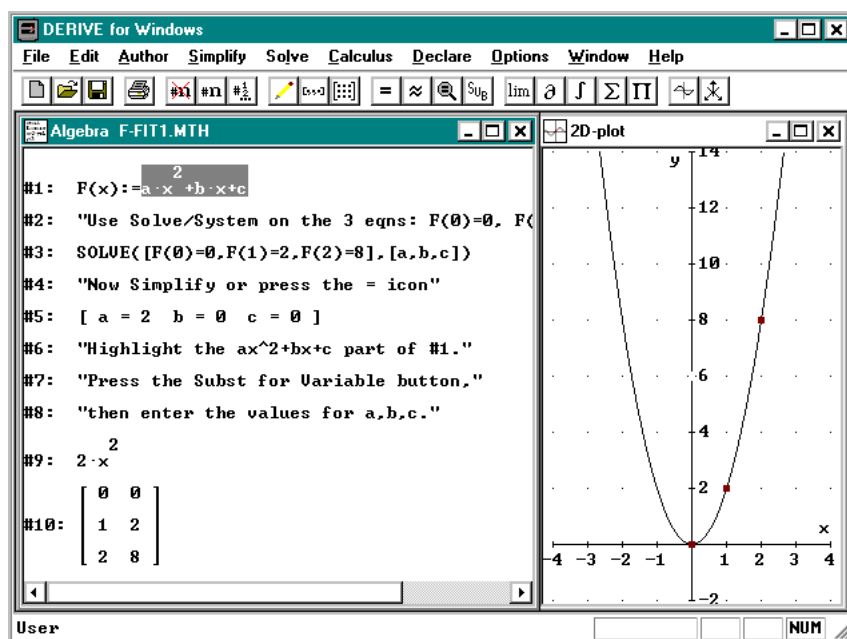 DERIVE for Windows
File Edit Author Simplify Solve Calculus Declare Options Window Help
#n #n #½ = ≈ SUB lim ∂ ∫ Σ Π
Algebra F-FIT1.MTH
#1: F(x):=a·x²+b·x+c
#2: "Use Solve/System on the 3 eqns: F(0)=0, F(
#3: SOLVE([F(0)=0,F(1)=2,F(2)=8],[a,b,c])
#4: "Now Simplify or press the = icon"
#5: [ a = 2 b = 0 c = 0 ]
#6: "Highlight the ax^2+bx+c part of #1."
#7: "Press the Subst for Variable button,"
#8: "then enter the values for a,b,c."
#9: 2·x²
#10:
0 0
1 2
2 8
2D-plot
y
14
12
10
8
6
4
2
x
-4 -3 -2 -1 1 2 3 4
-2
User
NUM